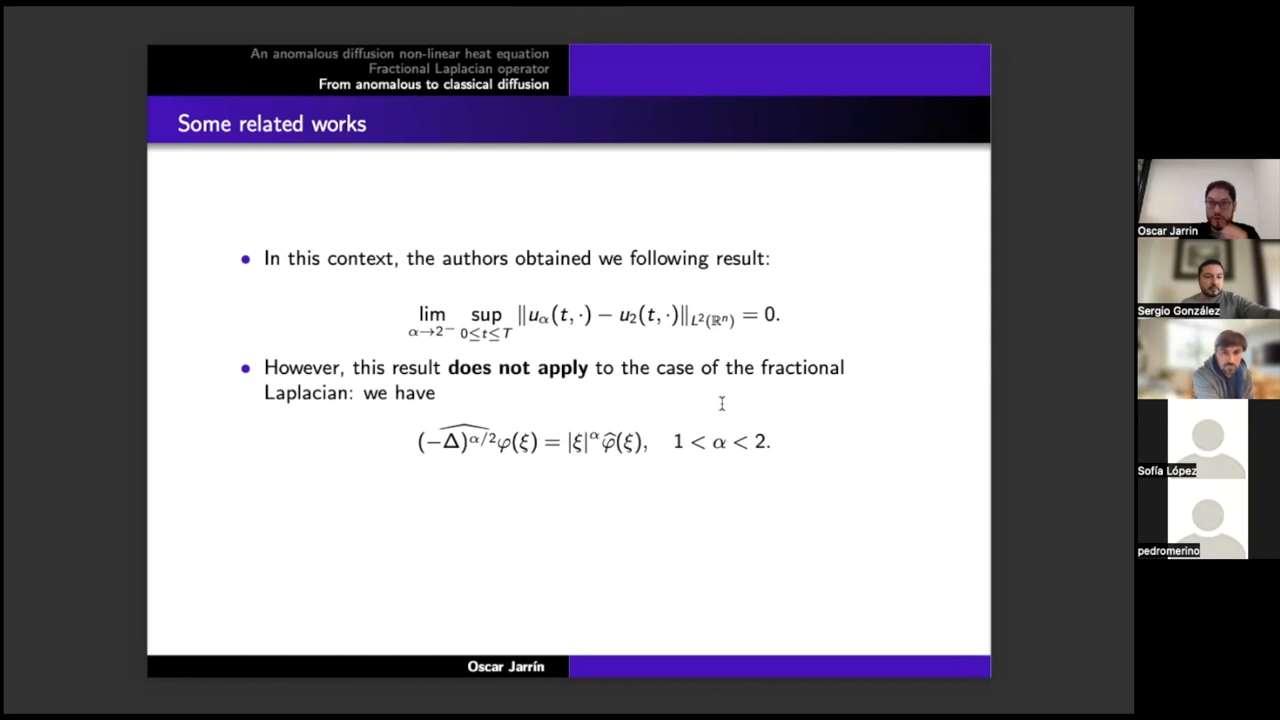 An anomalous diffusion non-linear heat equation
Fractional Laplacian operator
From anomalous to classical diffusion
Some related works
• In this context, the authors obtained we following result:
lim_{α→2⁻} sup_{0≤t≤T} ‖u_α(t, ·) − u_2(t, ·)‖_{L²(ℝⁿ)} = 0.
• However, this result does not apply to the case of the fractional
Laplacian: we have
(−Δ)^{α/2}φ̂(ξ) = |ξ|^α φ̂(ξ), 1 < α < 2.
Oscar Jarrín
Oscar Jarrin
Sergio González
Sofía López
pedromerino